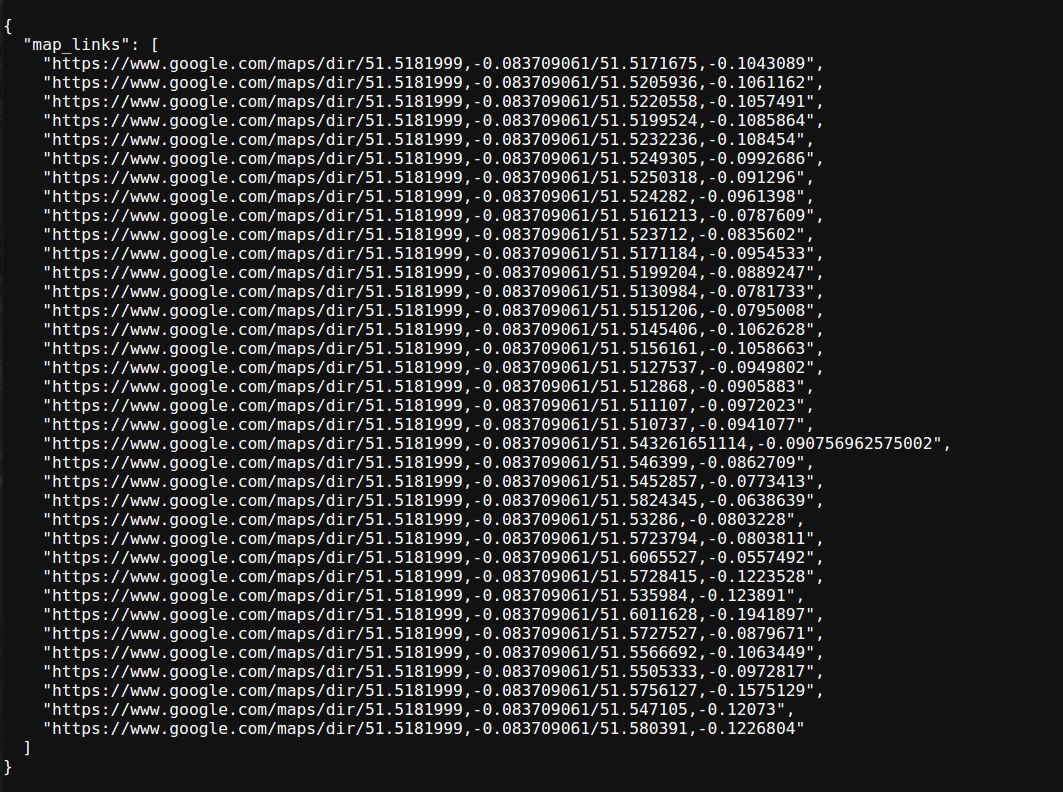 {
"map_links": [
"https://www.google.com/maps/dir/51.5181999,-0.083709061/51.5171675,-0.1043089",
"https://www.google.com/maps/dir/51.5181999,-0.083709061/51.5205936,-0.1061162",
"https://www.google.com/maps/dir/51.5181999,-0.083709061/51.5220558,-0.1057491",
"https://www.google.com/maps/dir/51.5181999,-0.083709061/51.5199524,-0.1085864",
"https://www.google.com/maps/dir/51.5181999,-0.083709061/51.5232236,-0.108454",
"https://www.google.com/maps/dir/51.5181999,-0.083709061/51.5249305,-0.0992686",
"https://www.google.com/maps/dir/51.5181999,-0.083709061/51.5250318,-0.091296",
"https://www.google.com/maps/dir/51.5181999,-0.083709061/51.524282,-0.0961398",
"https://www.google.com/maps/dir/51.5181999,-0.083709061/51.5161213,-0.0787609",
"https://www.google.com/maps/dir/51.5181999,-0.083709061/51.523712,-0.0835602",
"https://www.google.com/maps/dir/51.5181999,-0.083709061/51.5171184,-0.0954533",
"https://www.google.com/maps/dir/51.5181999,-0.083709061/51.5199204,-0.0889247",
"https://www.google.com/maps/dir/51.5181999,-0.083709061/51.5130984,-0.0781733",
"https://www.google.com/maps/dir/51.5181999,-0.083709061/51.5151206,-0.0795008",
"https://www.google.com/maps/dir/51.5181999,-0.083709061/51.5145406,-0.1062628",
"https://www.google.com/maps/dir/51.5181999,-0.083709061/51.5156161,-0.1058663",
"https://www.google.com/maps/dir/51.5181999,-0.083709061/51.5127537,-0.0949802",
"https://www.google.com/maps/dir/51.5181999,-0.083709061/51.512868,-0.0905883",
"https://www.google.com/maps/dir/51.5181999,-0.083709061/51.511107,-0.0972023",
"https://www.google.com/maps/dir/51.5181999,-0.083709061/51.510737,-0.0941077",
"https://www.google.com/maps/dir/51.5181999,-0.083709061/51.543261651114,-0.090756962575002",
"https://www.google.com/maps/dir/51.5181999,-0.083709061/51.546399,-0.0862709",
"https://www.google.com/maps/dir/51.5181999,-0.083709061/51.5452857,-0.0773413",
"https://www.google.com/maps/dir/51.5181999,-0.083709061/51.5824345,-0.0638639",
"https://www.google.com/maps/dir/51.5181999,-0.083709061/51.53286,-0.0803228",
"https://www.google.com/maps/dir/51.5181999,-0.083709061/51.5723794,-0.0803811",
"https://www.google.com/maps/dir/51.5181999,-0.083709061/51.6065527,-0.0557492",
"https://www.google.com/maps/dir/51.5181999,-0.083709061/51.5728415,-0.1223528",
"https://www.google.com/maps/dir/51.5181999,-0.083709061/51.535984,-0.123891",
"https://www.google.com/maps/dir/51.5181999,-0.083709061/51.6011628,-0.1941897",
"https://www.google.com/maps/dir/51.5181999,-0.083709061/51.5727527,-0.0879671",
"https://www.google.com/maps/dir/51.5181999,-0.083709061/51.5566692,-0.1063449",
"https://www.google.com/maps/dir/51.5181999,-0.083709061/51.5505333,-0.0972817",
"https://www.google.com/maps/dir/51.5181999,-0.083709061/51.5756127,-0.1575129",
"https://www.google.com/maps/dir/51.5181999,-0.083709061/51.547105,-0.12073",
"https://www.google.com/maps/dir/51.5181999,-0.083709061/51.580391,-0.1226804"
]
}